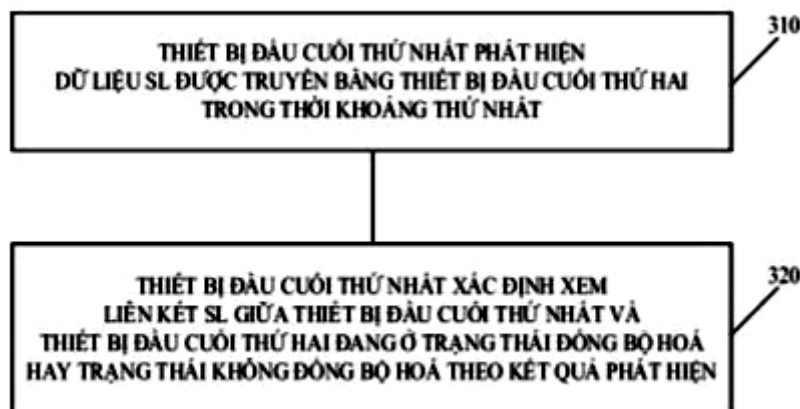 310
THIẾT BỊ ĐẦU CUỐI THỨ NHẤT PHÁT HIỆN
DỮ LIỆU SL ĐƯỢC TRUYỀN BẰNG THIẾT BỊ ĐẦU CUỐI THỨ HAI
TRONG THỜI KHOẢNG THỨ NHẤT
320
THIẾT BỊ ĐẦU CUỐI THỨ NHẤT XÁC ĐỊNH XEM
LIÊN KẾT SL GIỮA THIẾT BỊ ĐẦU CUỐI THỨ NHẤT VÀ
THIẾT BỊ ĐẦU CUỐI THỨ HAI ĐANG Ở TRẠNG THÁI ĐỒNG BỘ HOÁ
HAY TRẠNG THÁI KHÔNG ĐỒNG BỘ HOÁ THEO KẾT QUẢ PHÁT HIỆN